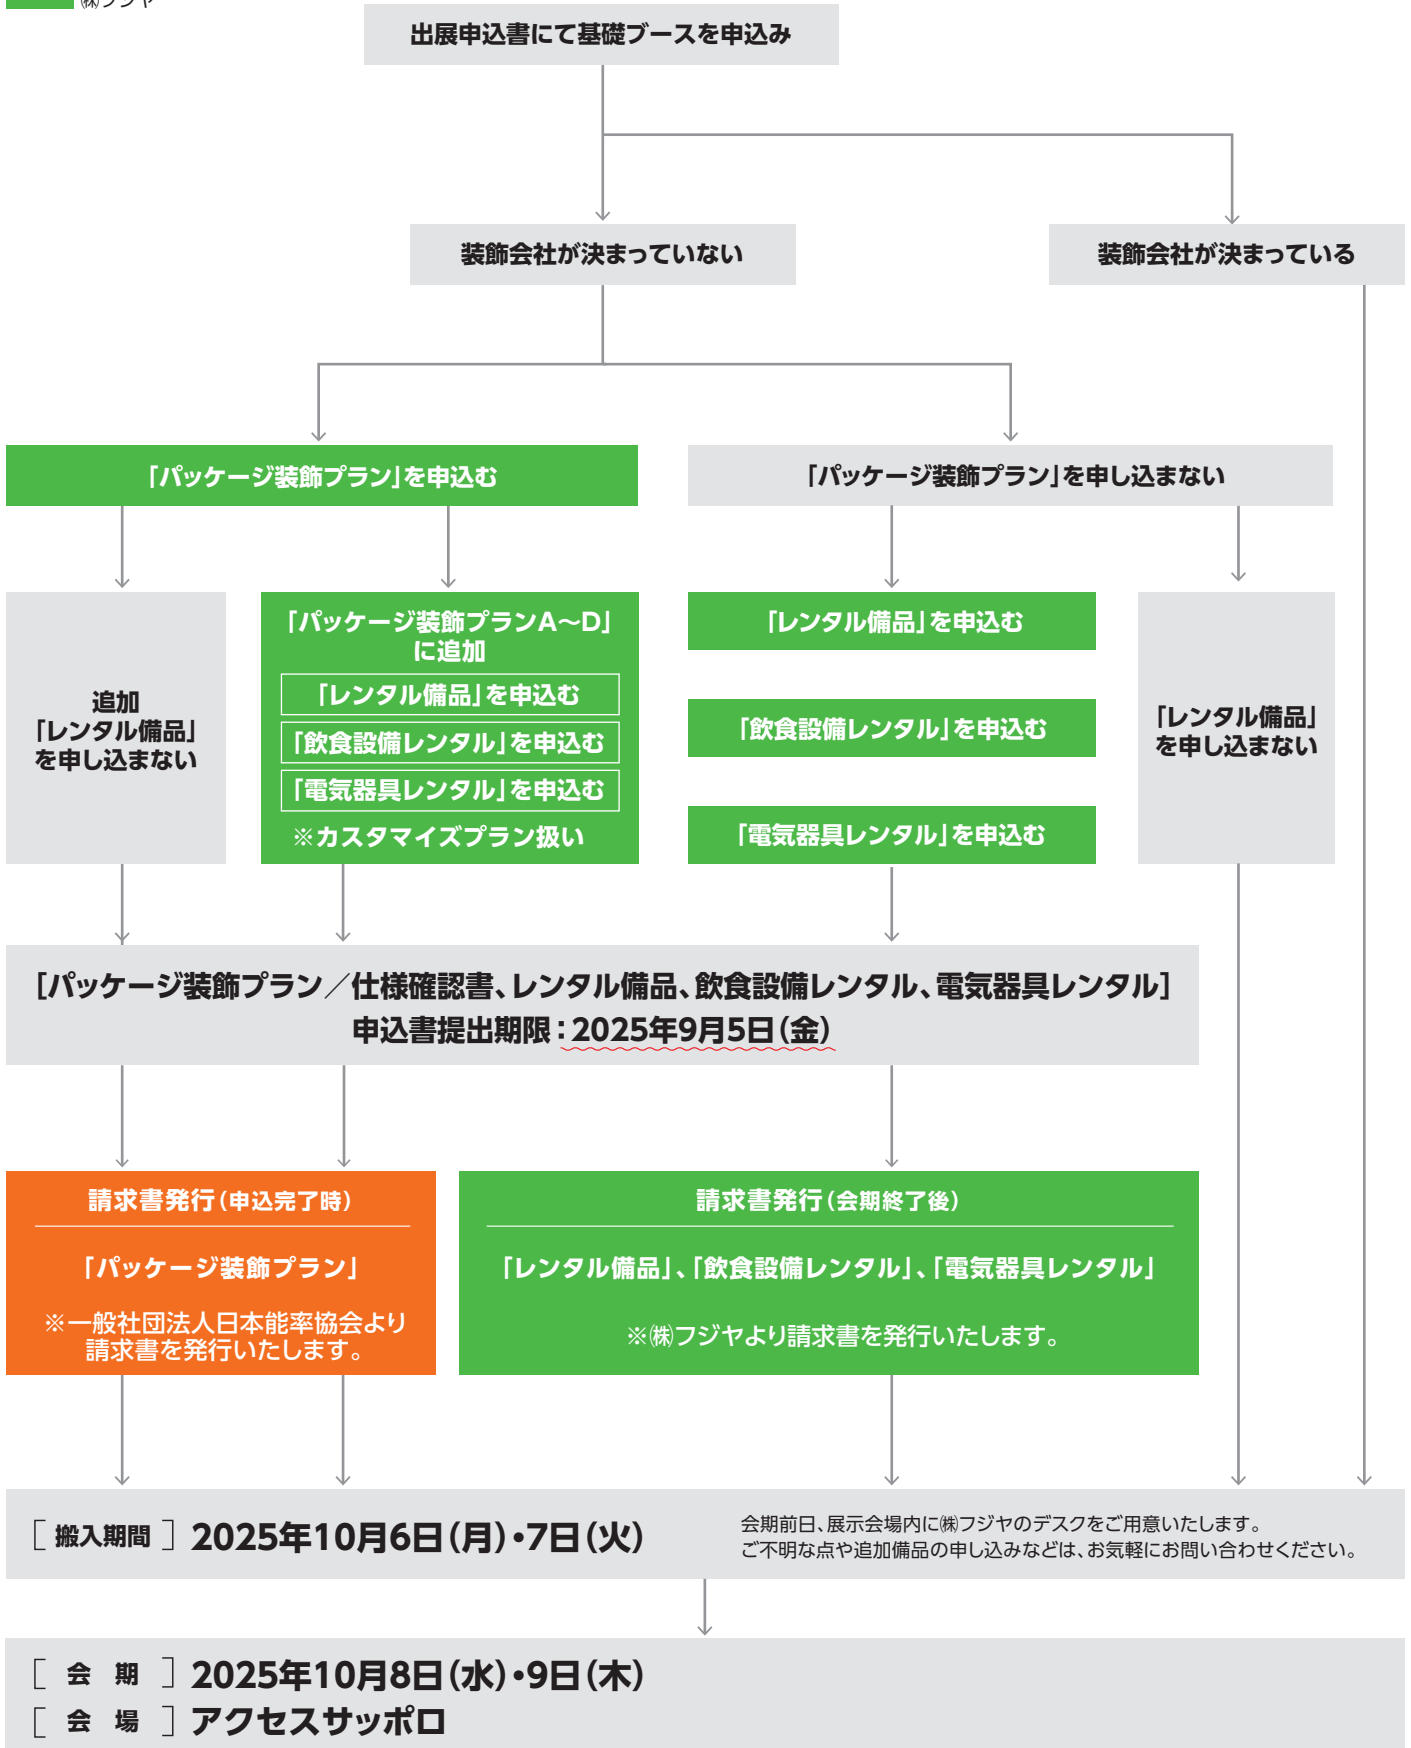 ㈱フジヤ
出展申込書にて基礎ブースを申込み
装飾会社が決まっていない
装飾会社が決まっている
「パッケージ装飾プラン」を申込む
「パッケージ装飾プラン」を申し込まない
追加
「レンタル備品」
を申し込まない
「パッケージ装飾プランA〜D」
に追加
「レンタル備品」を申込む
「飲食設備レンタル」を申込む
「電気器具レンタル」を申込む
※カスタマイズプラン扱い
「レンタル備品」を申込む
「飲食設備レンタル」を申込む
「電気器具レンタル」を申込む
「レンタル備品」
を申し込まない
[パッケージ装飾プラン／仕様確認書、レンタル備品、飲食設備レンタル、電気器具レンタル]
申込書提出期限：2025年9月5日（金）
請求書発行（申込完了時）
「パッケージ装飾プラン」
※一般社団法人日本能率協会より
請求書を発行いたします。
請求書発行（会期終了後）
「レンタル備品」、「飲食設備レンタル」、「電気器具レンタル」
※㈱フジヤより請求書を発行いたします。
［搬入期間］2025年10月6日（月）・7日（火）
会期前日、展示会場内に㈱フジヤのデスクをご用意いたします。
ご不明な点や追加備品の申し込みなどは、お気軽にお問い合わせください。
［会　期］2025年10月8日（水）・9日（木）
［会　場］アクセスサッポロ